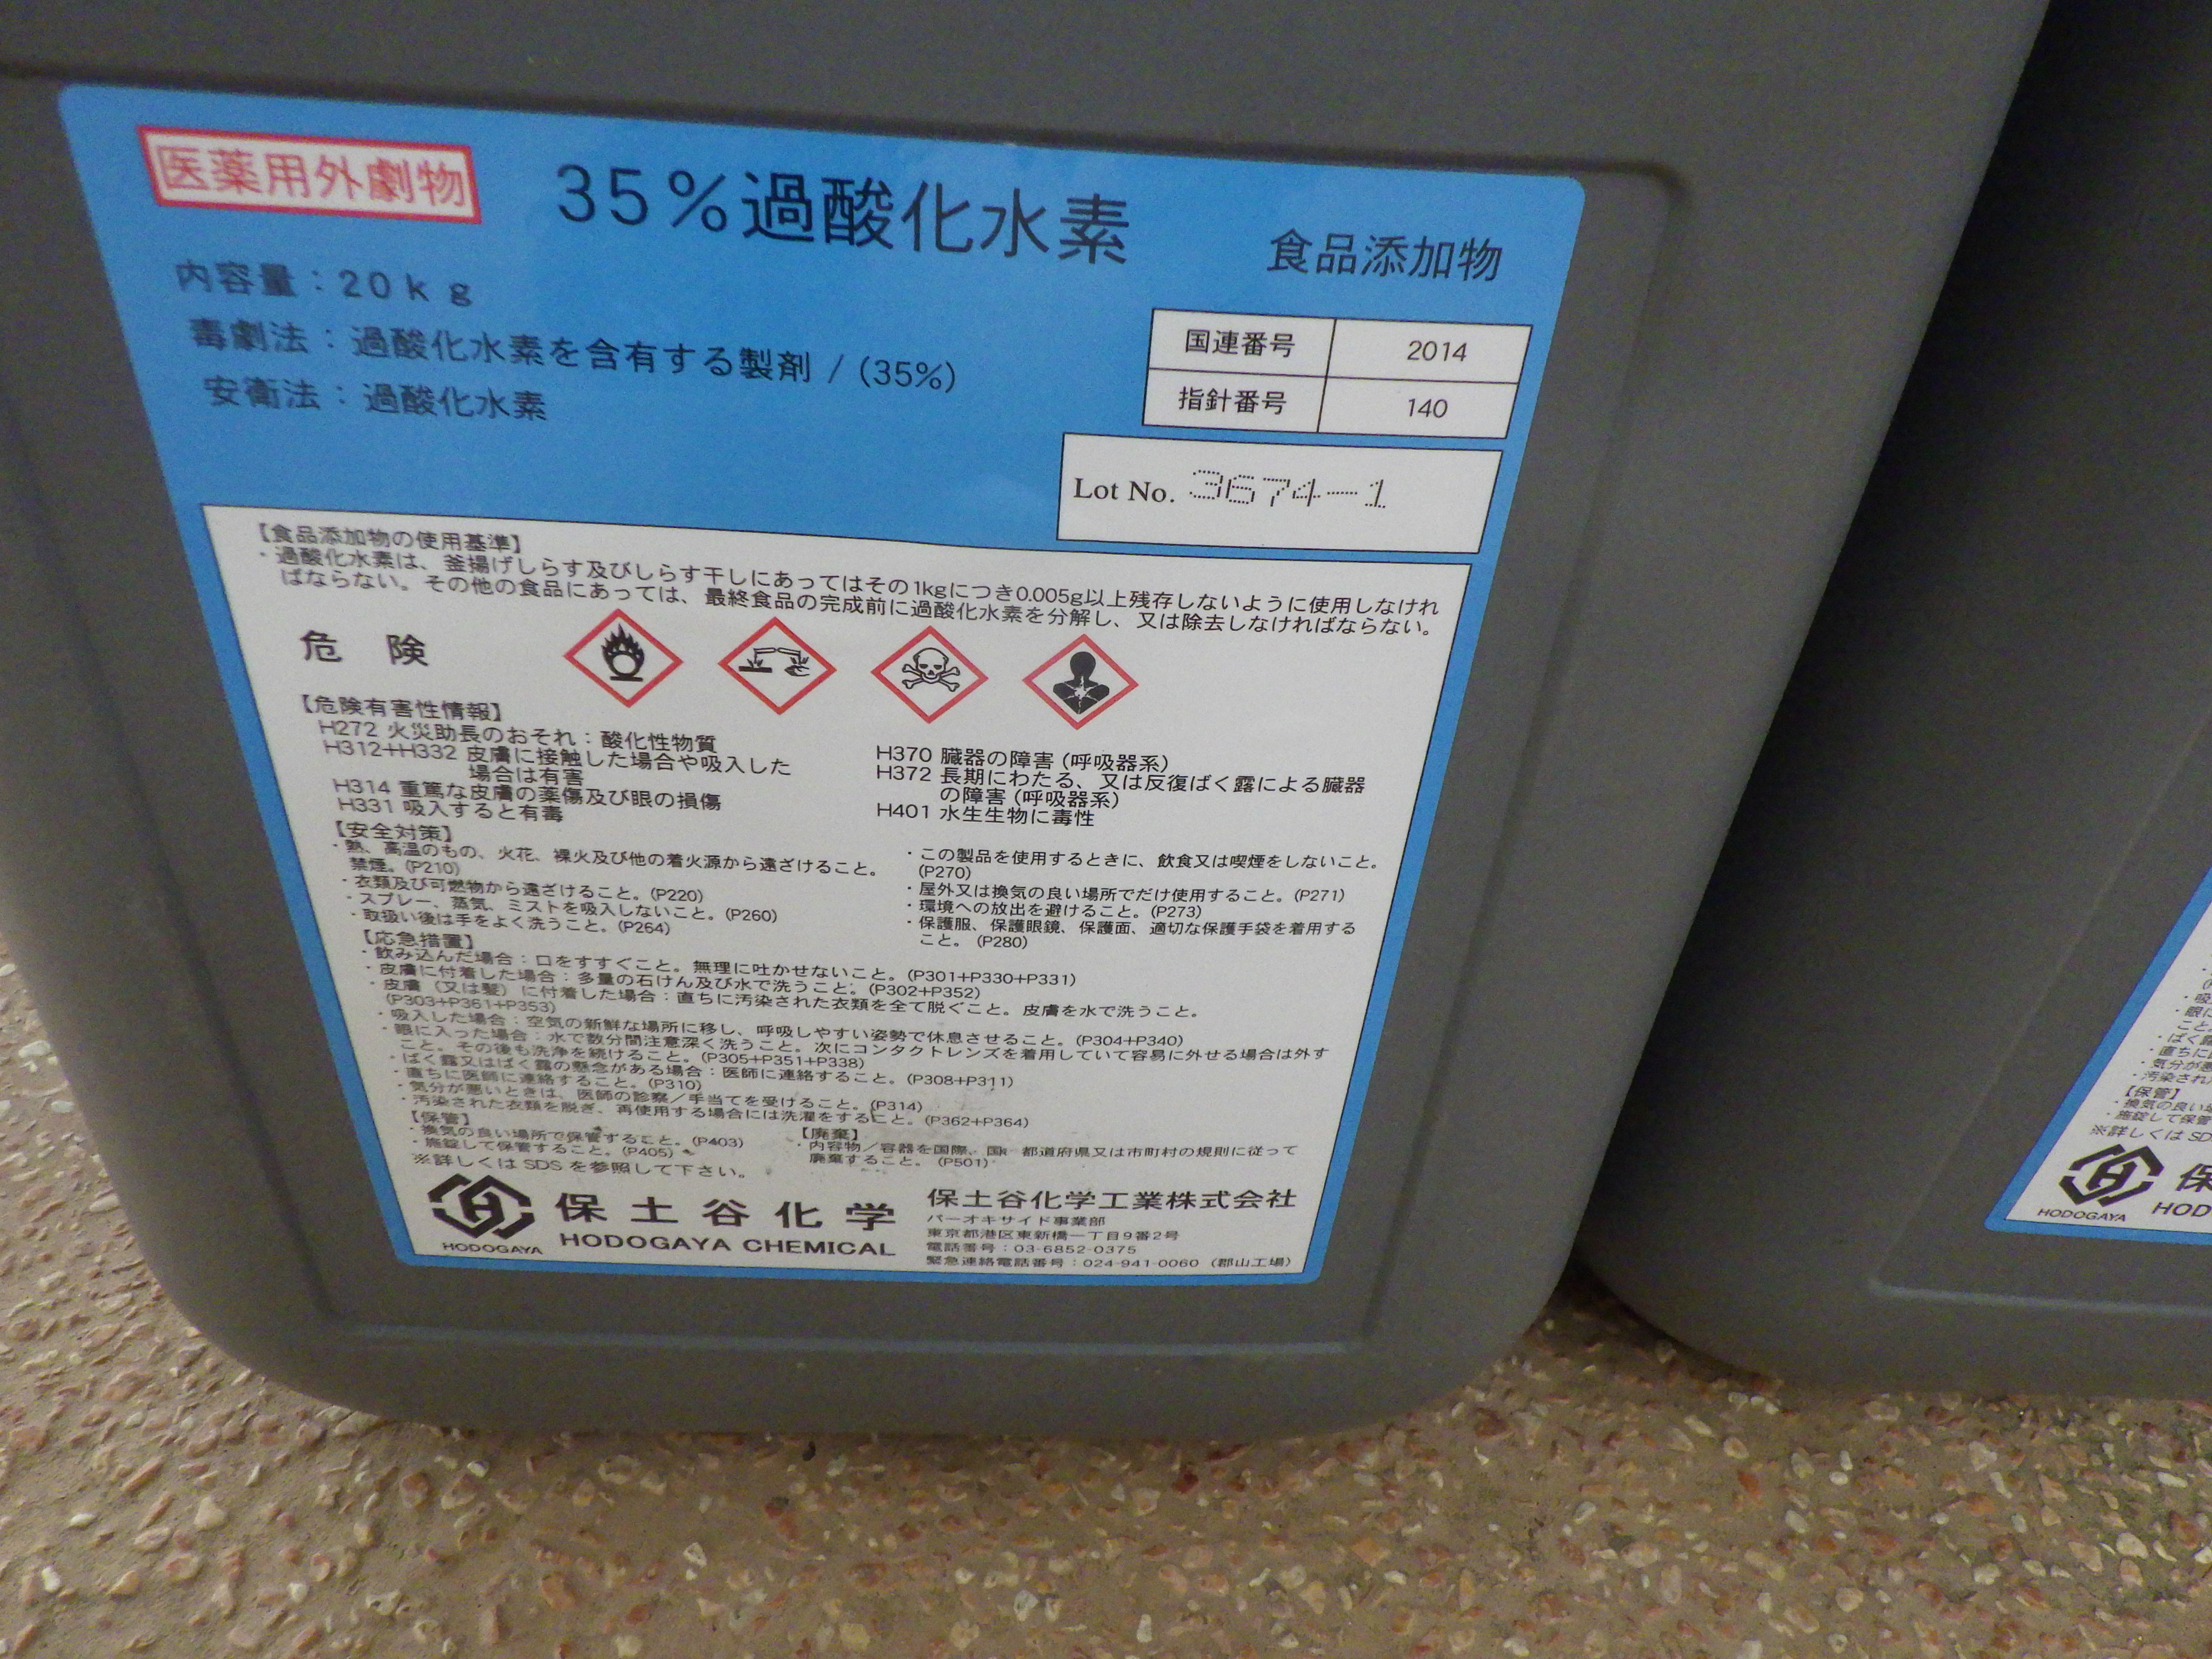 医薬用外劇物
35%過酸化水素
食品添加物
内容量：20kg
毒劇法：過酸化水素を含有する製剤 / (35%)
安衛法：過酸化水素
国連番号 2014
指針番号 140
Lot No. 3674-1
【食品添加物の使用基準】
・過酸化水素は、釜揚げしらす及びしらす干しにあってはその1kgにつき0.005g以上残存しないように使用しなけれ
ばならない。その他の食品にあっては、最終食品の完成前に過酸化水素を分解し、又は除去しなければならない。
危 険
【危険有害性情報】
H272 火災助長のおそれ：酸化性物質
H312+H332 皮膚に接触した場合や吸入した
場合は有害
H314 重篤な皮膚の薬傷及び眼の損傷
H331 吸入すると有毒
H370 臓器の障害 (呼吸器系)
H372 長期にわたる、又は反復ばく露による臓器
の障害 (呼吸器系)
H401 水生生物に毒性
【安全対策】
・熱、高温のもの、火花、裸火及び他の着火源から遠ざけること。
禁煙。(P210)
・衣類及び可燃物から遠ざけること。(P220)
・スプレー、蒸気、ミストを吸入しないこと。(P260)
・取扱い後は手をよく洗うこと。(P264)
・この製品を使用するときに、飲食又は喫煙をしないこと。
(P270)
・屋外又は換気の良い場所でだけ使用すること。(P271)
・環境への放出を避けること。(P273)
・保護服、保護眼鏡、保護面、適切な保護手袋を着用する
こと。(P280)
【応急措置】
・飲み込んだ場合：口をすすぐこと。無理に吐かせないこと。(P301+P330+P331)
・皮膚に付着した場合：多量の石けん及び水で洗うこと。(P302+P352)
・皮膚（又は髪）に付着した場合：直ちに汚染された衣類を全て脱ぐこと。皮膚を水で洗うこと。
(P303+P361+P353)
・吸入した場合：空気の新鮮な場所に移し、呼吸しやすい姿勢で休息させること。(P304+P340)
・眼に入った場合：水で数分間注意深く洗うこと。次にコンタクトレンズを着用していて容易に外せる場合は外す
こと。その後も洗浄を続けること。(P305+P351+P338)
・ばく露又はばく露の懸念がある場合：医師に連絡すること。(P308+P311)
・直ちに医師に連絡すること。(P310)
・気分が悪いときは、医師の診察／手当てを受けること。(P314)
・汚染された衣類を脱ぎ、再使用する場合には洗濯をすること。(P362+P364)
【保管】
・換気の良い場所で保管すること。(P403)
・施錠して保管すること。(P405)
【廃棄】
・内容物／容器を国際、国、都道府県又は市町村の規則に従って
廃棄すること。(P501)
※詳しくは SDS を参照して下さい。
HODOGAYA
保土谷化学
HODOGAYA CHEMICAL
保土谷化学工業株式会社
パーオキサイド事業部
東京都港区東新橋一丁目9番2号
電話番号：03-6852-0375
緊急連絡電話番号：024-941-0060 (郡山工場)
・眼に
こと
・ばく露
・直ちに
・気分が悪
・汚染され
【保管】
・換気の良い場
・施錠して保管
※詳しくは SD
HODOGAYA
保
HOD